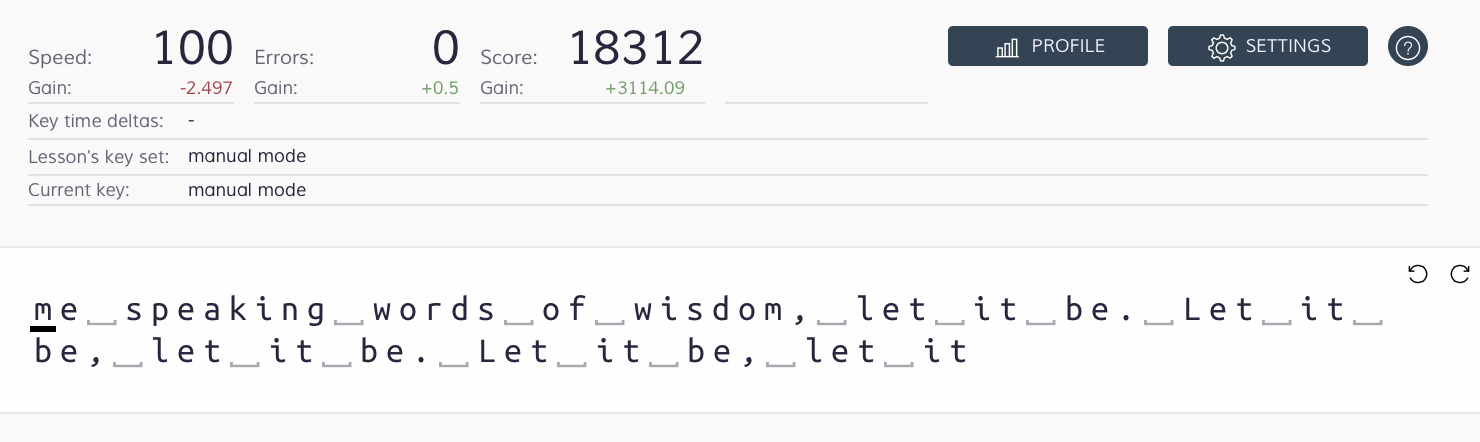 Speed: 100 Errors: 0 Score: 18312 PROFILE SETTINGS ?
Gain: -2.497 Gain: +0.5 Gain: +3114.09
Key time deltas: -
Lesson's key set: manual mode
Current key: manual mode
me speaking words of wisdom, let it be. Let it
be, let it be. Let it be, let it